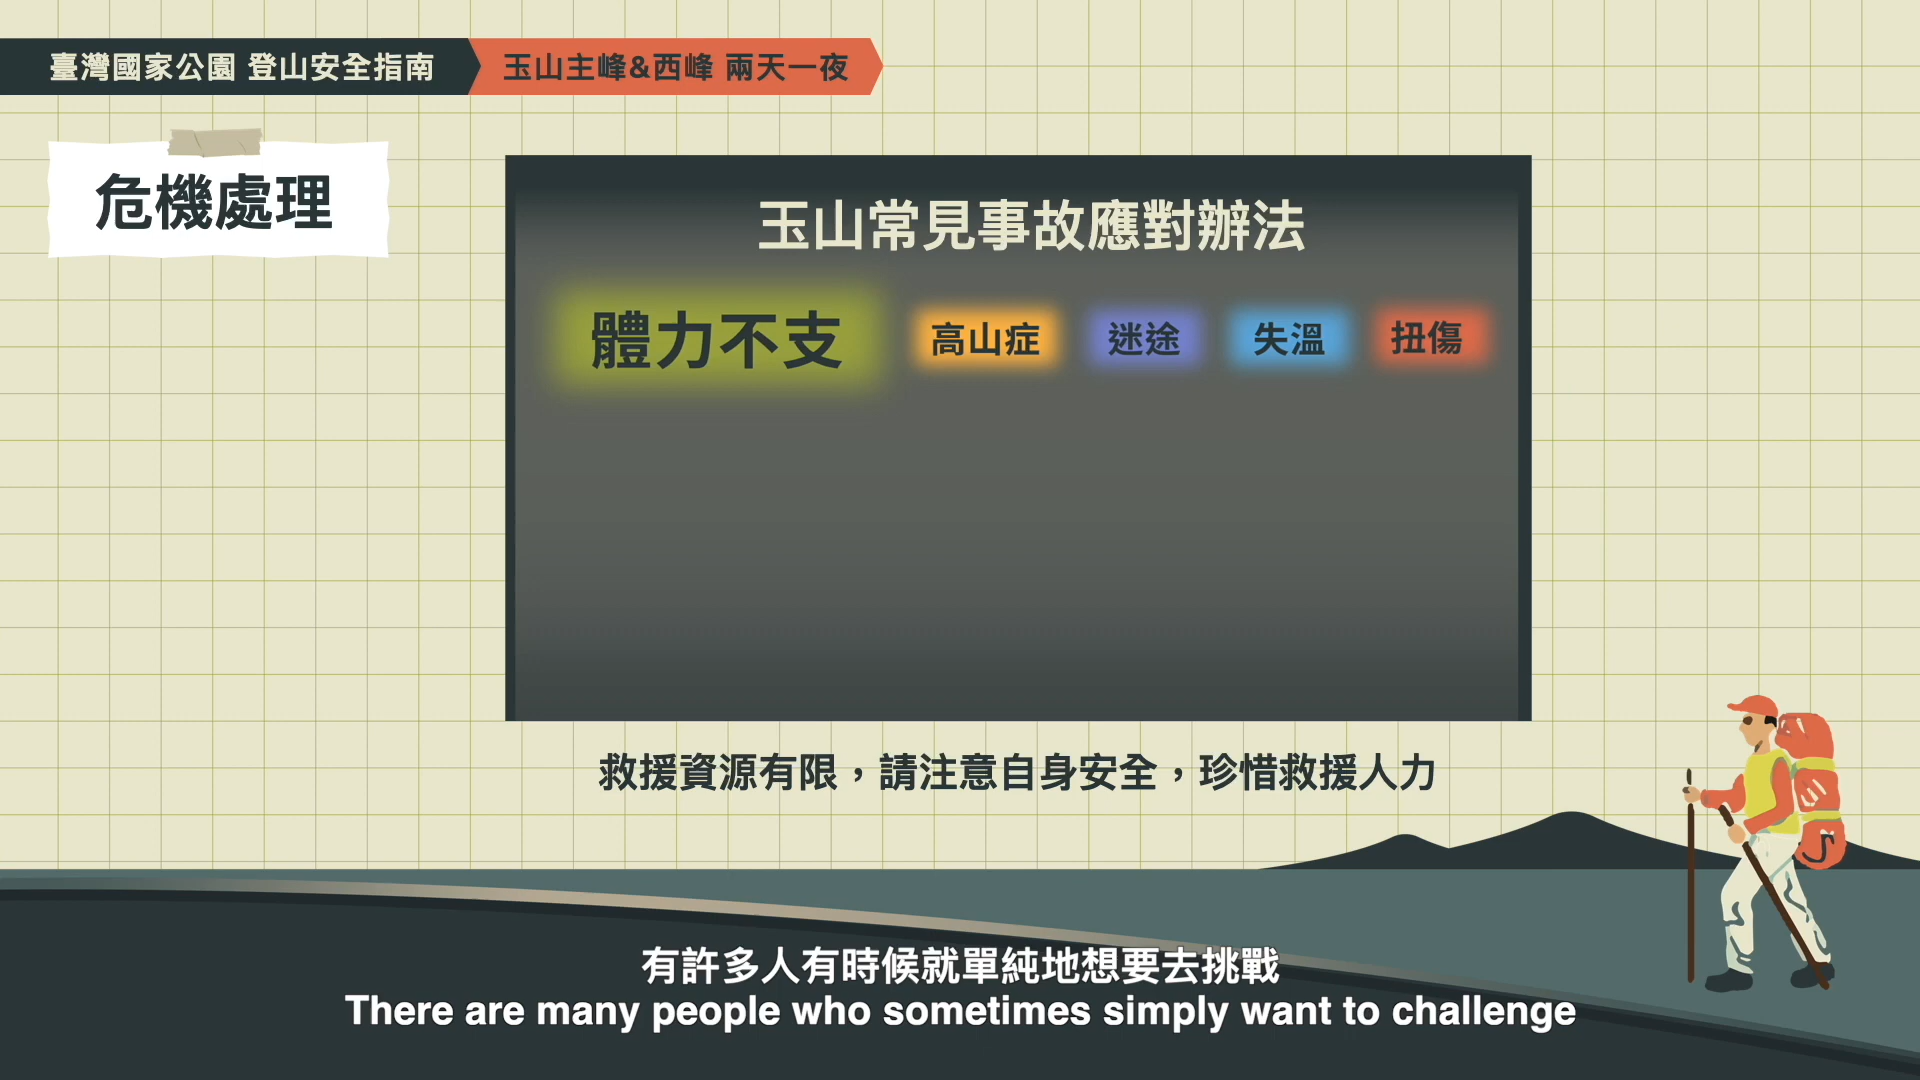 臺灣國家公園 登山安全指南
玉山主峰&西峰 兩天一夜
危機處理
玉山常見事故應對辦法
體力不支
高山症
迷途
失溫
扭傷
救援資源有限，請注意自身安全，珍惜救援人力
有許多人有時候就單純地想要去挑戰
There are many people who sometimes simply want to challenge